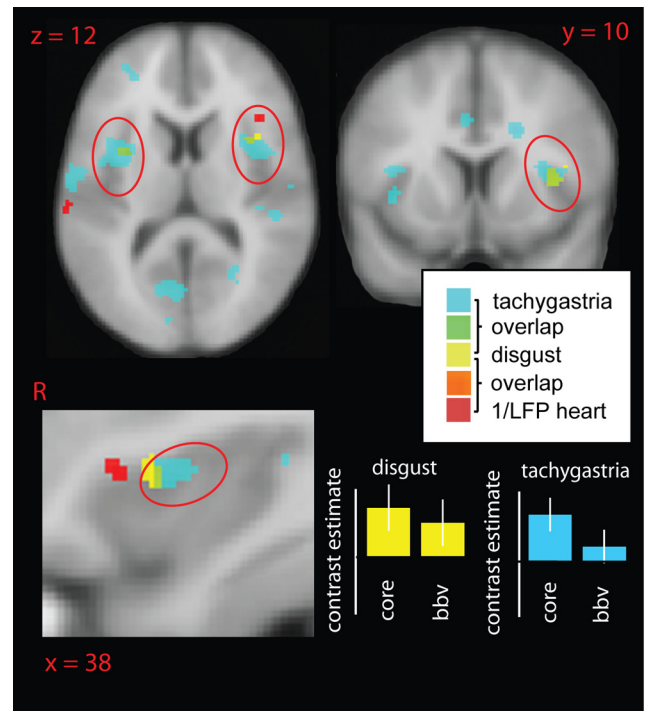 z = 12
y = 10
tachygastria
overlap
disgust
overlap
1/LFP heart
R
x = 38
disgust
contrast estimate
core
bbv
tachygastria
contrast estimate
core
bbv